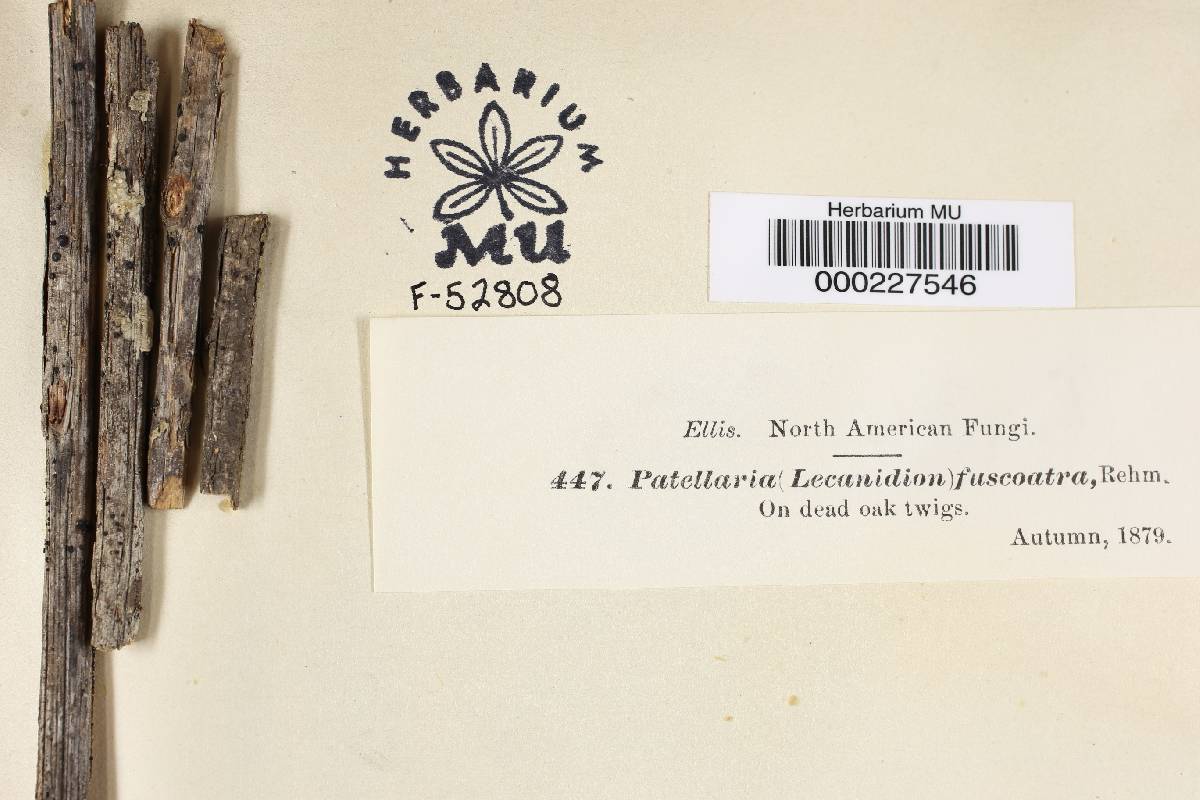 HERBARIUM
MU
F-52808
Herbarium MU
000227546
Ellis. North American Fungi.
447. Patellaria (Lecanidion) fuscoatra, Rehm.
On dead oak twigs.
Autumn, 1879.